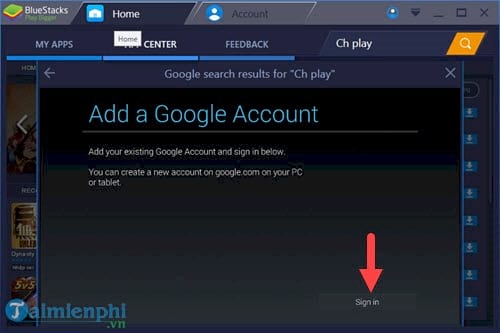 BlueStacks
Play Bigger
Home
Account
MY APPS
APP CENTER
FEEDBACK
Ch play
Home
Google search results for "Ch play"
Add a Google Account
Add your existing Google Account and sign in below.
You can create a new account on google.com on your PC
or tablet.
Sign in
Dynasty
5v5
Taimienphi
.vn